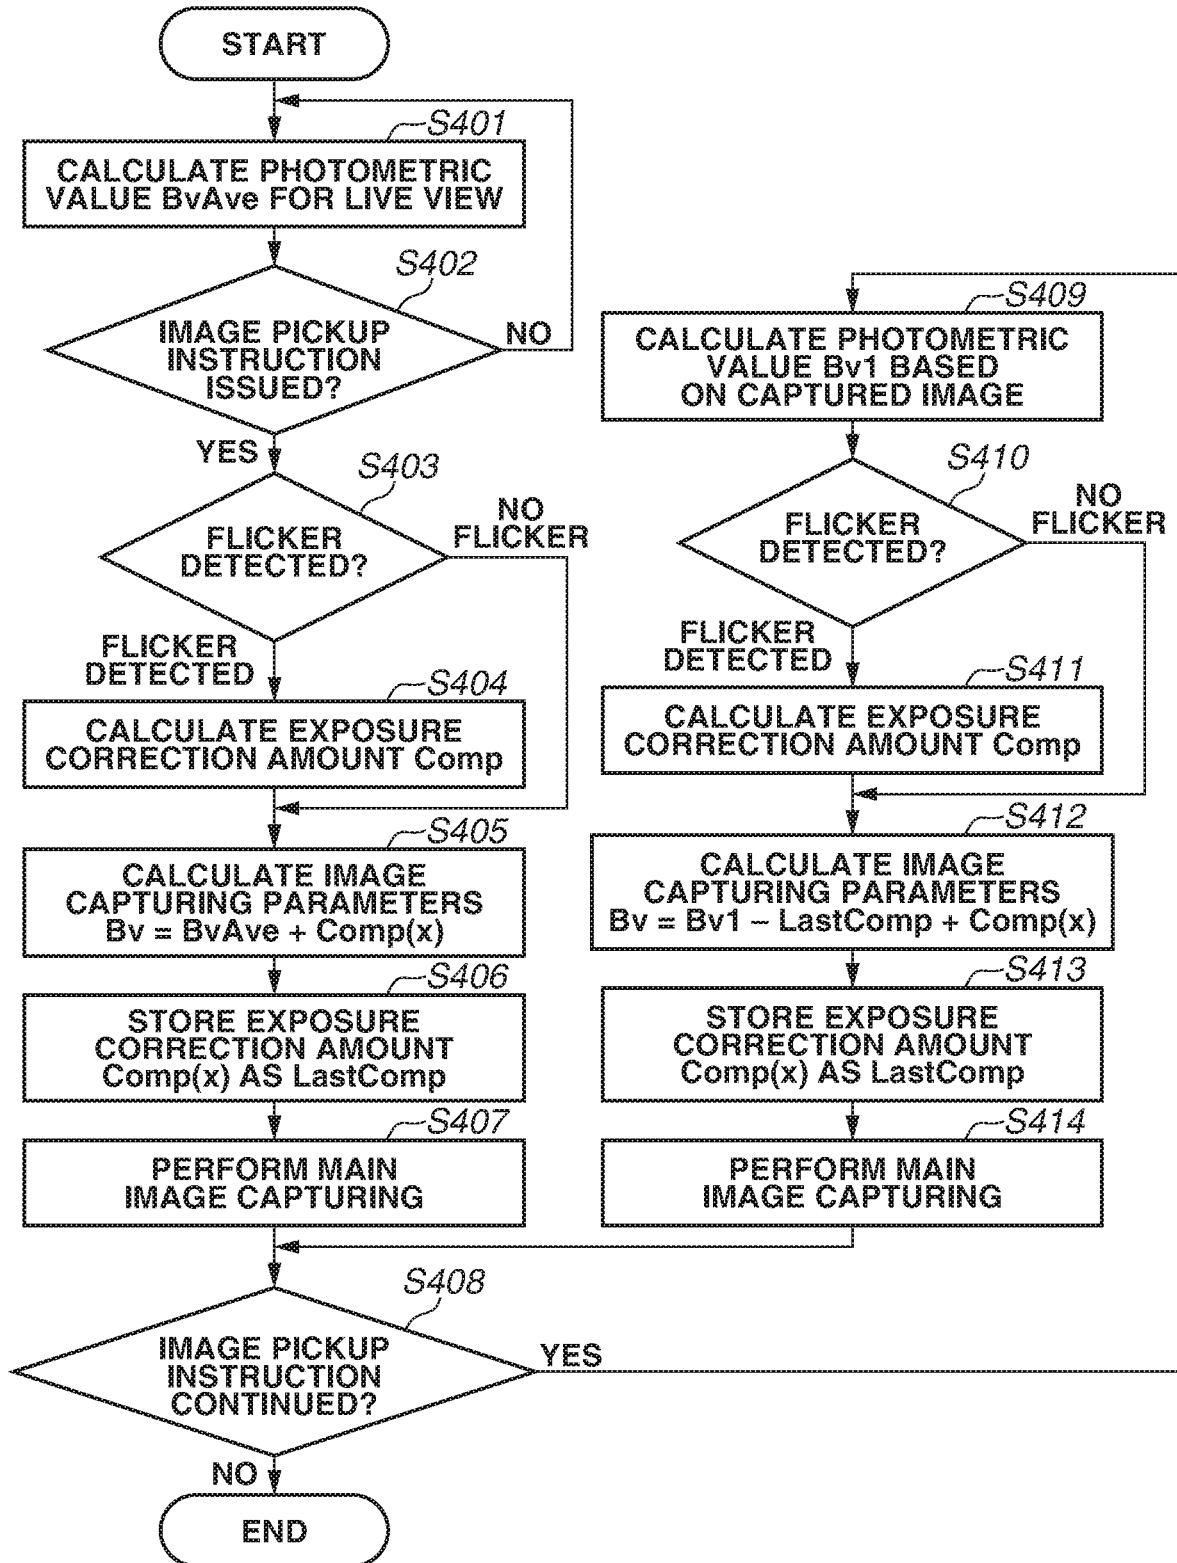 START
S401
CALCULATE PHOTOMETRIC
VALUE BvAve FOR LIVE VIEW
S402
IMAGE PICKUP
INSTRUCTION
ISSUED?
NO
YES
S403
FLICKER
DETECTED?
NO
FLICKER
FLICKER
DETECTED
S404
CALCULATE EXPOSURE
CORRECTION AMOUNT Comp
S405
CALCULATE IMAGE
CAPTURING PARAMETERS
Bv = BvAve + Comp(x)
S406
STORE EXPOSURE
CORRECTION AMOUNT
Comp(x) AS LastComp
S407
PERFORM MAIN
IMAGE CAPTURING
S408
IMAGE PICKUP
INSTRUCTION
CONTINUED?
YES
NO
END
S409
CALCULATE PHOTOMETRIC
VALUE Bv1 BASED
ON CAPTURED IMAGE
S410
FLICKER
DETECTED?
NO
FLICKER
FLICKER
DETECTED
S411
CALCULATE EXPOSURE
CORRECTION AMOUNT Comp
S412
CALCULATE IMAGE
CAPTURING PARAMETERS
Bv = Bv1 – LastComp + Comp(x)
S413
STORE EXPOSURE
CORRECTION AMOUNT
Comp(x) AS LastComp
S414
PERFORM MAIN
IMAGE CAPTURING